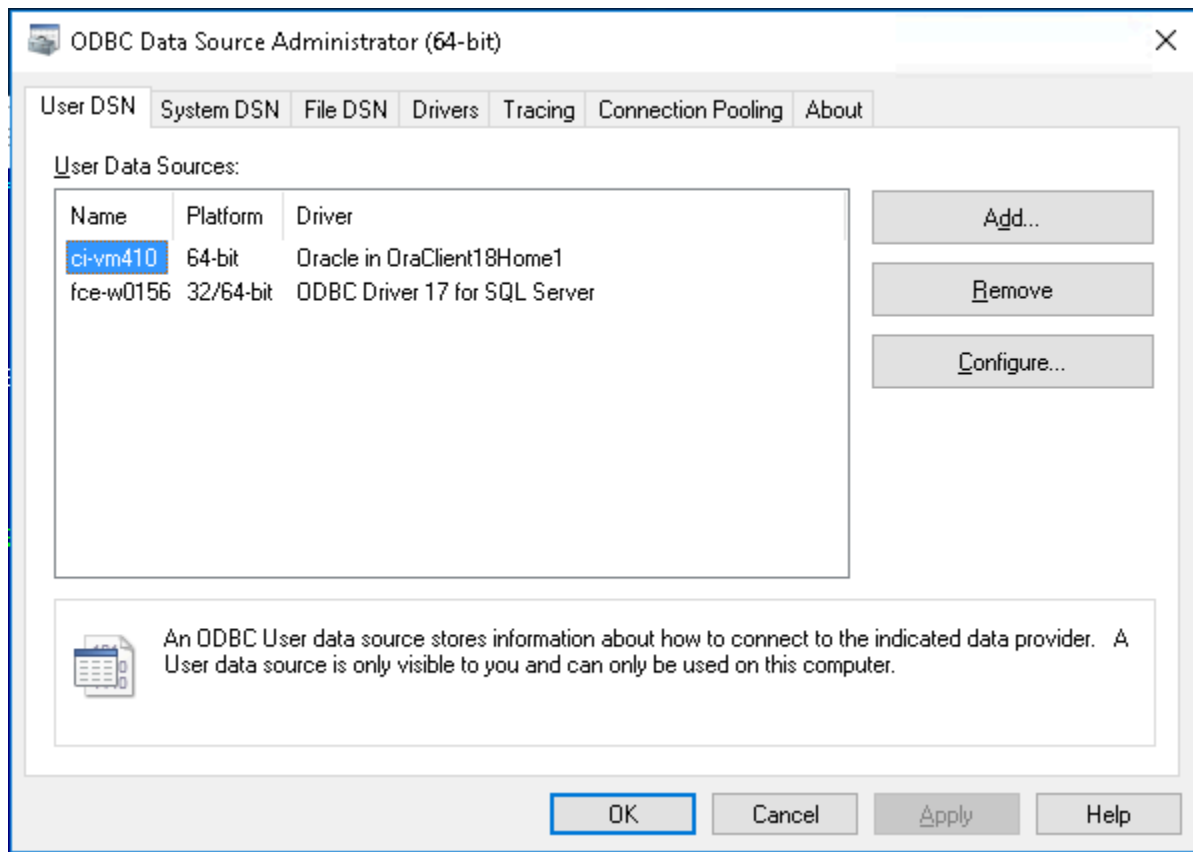 ODBC Data Source Administrator (64-bit)
User DSN System DSN File DSN Drivers Tracing Connection Pooling About
User Data Sources:
Name Platform Driver
ci-vm410 64-bit Oracle in OraClient18Home1
fce-w0156 32/64-bit ODBC Driver 17 for SQL Server
Add...
Remove
Configure...
An ODBC User data source stores information about how to connect to the indicated data provider. A
User data source is only visible to you and can only be used on this computer.
OK Cancel Apply Help